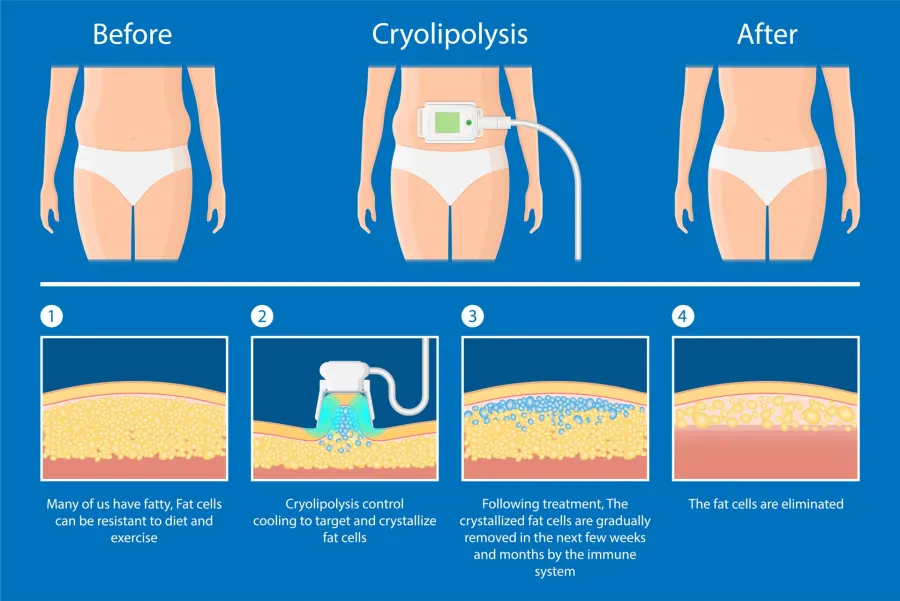 Before
Cryolipolysis
After
1
2
3
4
Many of us have fatty, Fat cells
can be resistant to diet and
exercise
Cryolipolysis control
cooling to target and crystallize
fat cells
Following treatment, The
crystallized fat cells are gradually
removed in the next few weeks
and months by the immune
system
The fat cells are eliminated